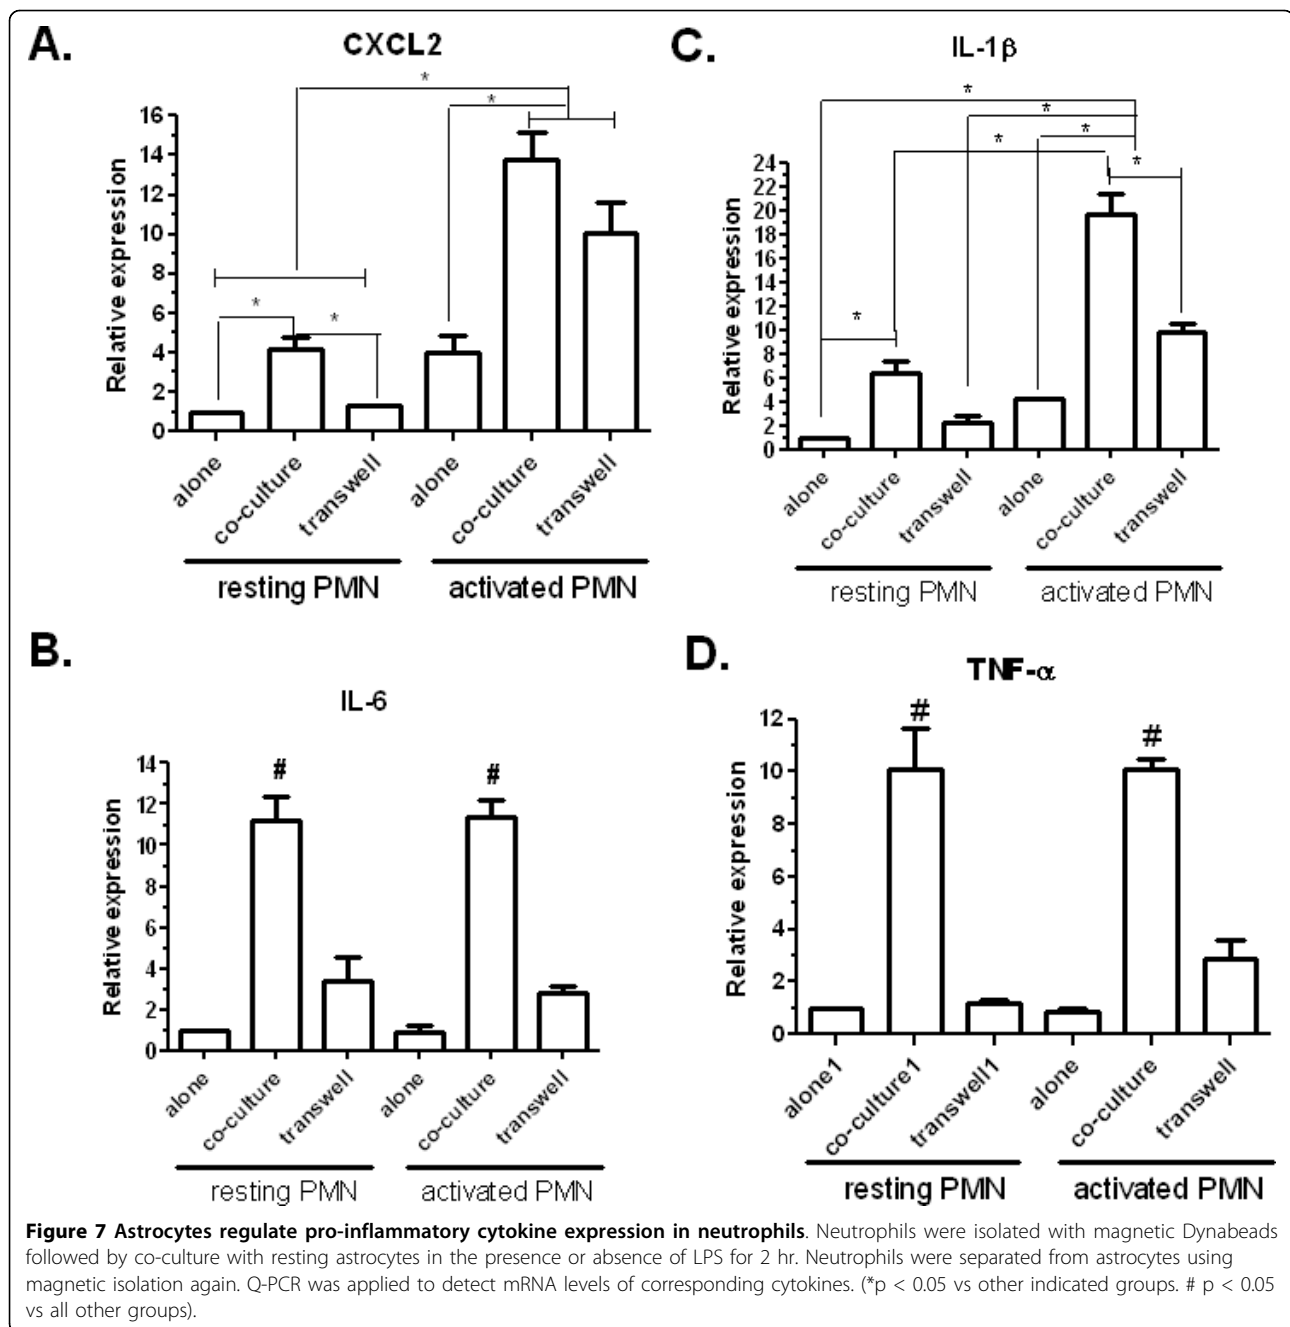 A.
CXCL2
*
*
16
14
12
10
8
6
4
2
0
Relative expression
*
*
alone
co-culture
transwell
alone
co-culture
transwell
resting PMN
activated PMN
C.
IL-1β
*
*
*
*
*
*
24
22
20
18
16
14
12
10
8
6
4
2
0
Relative expression
alone
co-culture
transwell
alone
co-culture
transwell
resting PMN
activated PMN
B.
IL-6
14
12
10
8
6
4
2
0
Relative expression
#
#
alone
co-culture
transwell
alone
co-culture
transwell
resting PMN
activated PMN
D.
TNF-α
12
10
8
6
4
2
0
Relative expression
#
#
alone1
co-culture1
transwell1
alone
co-culture
transwell
resting PMN
activated PMN
Figure 7 Astrocytes regulate pro-inflammatory cytokine expression in neutrophils. Neutrophils were isolated with magnetic Dynabeads
followed by co-culture with resting astrocytes in the presence or absence of LPS for 2 hr. Neutrophils were separated from astrocytes using
magnetic isolation again. Q-PCR was applied to detect mRNA levels of corresponding cytokines. (*p < 0.05 vs other indicated groups. # p < 0.05
vs all other groups).